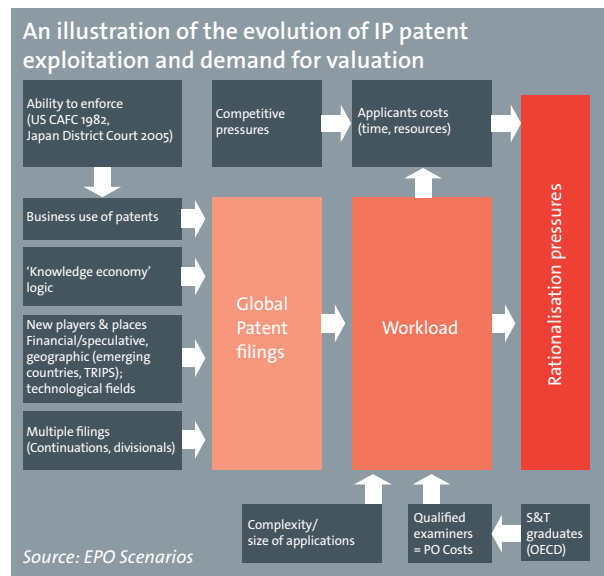 An illustration of the evolution of IP patent
exploitation and demand for valuation
Ability to enforce
(US CAFC 1982,
Japan District Court 2005)
Competitive
pressures
Applicants costs
(time, resources)
Business use of patents
‘Knowledge economy’
logic
New players & places
Financial/speculative,
geographic (emerging
countries, TRIPS);
technological fields
Multiple filings
(Continuations, divisionals)
Global
Patent
filings
Workload
Rationalisation pressures
Complexity/
size of applications
Qualified
examiners
= PO Costs
S&T
graduates
(OECD)
Source: EPO Scenarios